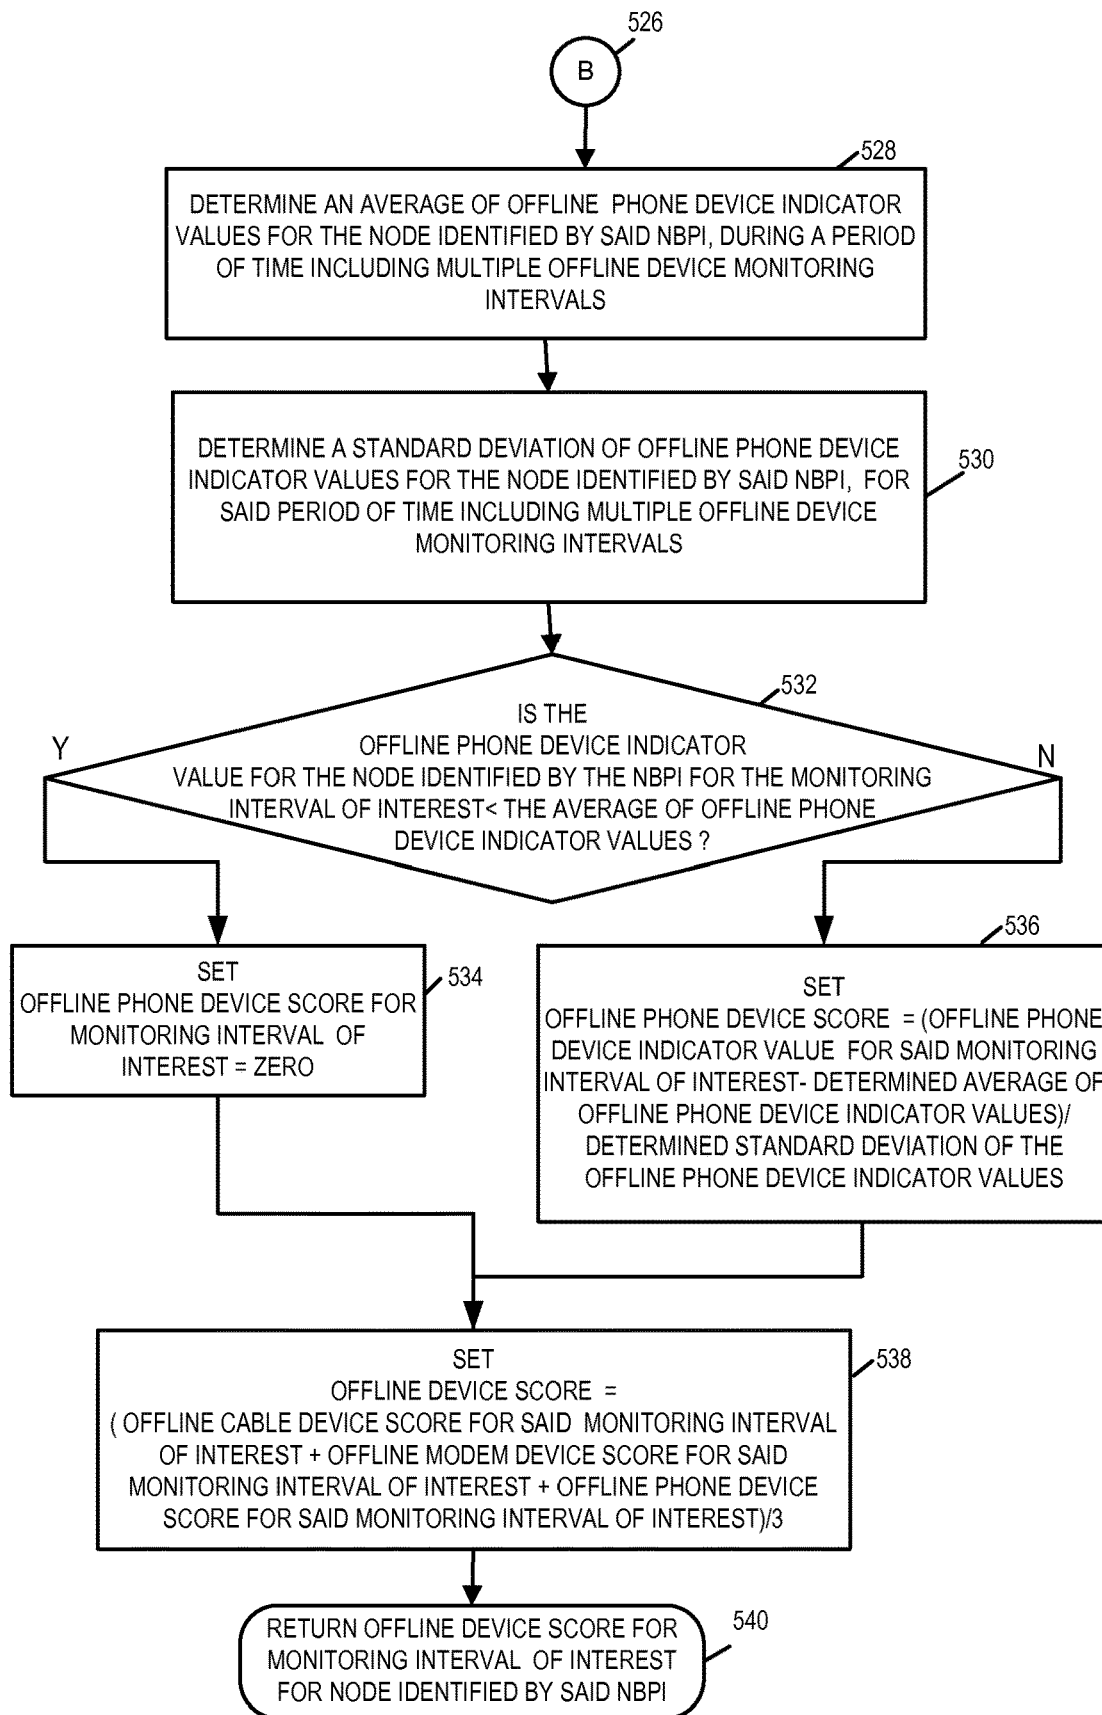 526
B
528
DETERMINE AN AVERAGE OF OFFLINE PHONE DEVICE INDICATOR
VALUES FOR THE NODE IDENTIFIED BY SAID NBPI, DURING A PERIOD
OF TIME INCLUDING MULTIPLE OFFLINE DEVICE MONITORING
INTERVALS
DETERMINE A STANDARD DEVIATION OF OFFLINE PHONE DEVICE
INDICATOR VALUES FOR THE NODE IDENTIFIED BY SAID NBPI, FOR
SAID PERIOD OF TIME INCLUDING MULTIPLE OFFLINE DEVICE
MONITORING INTERVALS
530
532
IS THE
OFFLINE PHONE DEVICE INDICATOR
VALUE FOR THE NODE IDENTIFIED BY THE NBPI FOR THE MONITORING
INTERVAL OF INTEREST< THE AVERAGE OF OFFLINE PHONE
DEVICE INDICATOR VALUES ?
Y
N
SET
OFFLINE PHONE DEVICE SCORE FOR
MONITORING INTERVAL OF
INTEREST = ZERO
534
536
SET
OFFLINE PHONE DEVICE SCORE = (OFFLINE PHONE
DEVICE INDICATOR VALUE FOR SAID MONITORING
INTERVAL OF INTEREST- DETERMINED AVERAGE OF
OFFLINE PHONE DEVICE INDICATOR VALUES)/
DETERMINED STANDARD DEVIATION OF THE
OFFLINE PHONE DEVICE INDICATOR VALUES
SET
OFFLINE DEVICE SCORE =
( OFFLINE CABLE DEVICE SCORE FOR SAID MONITORING INTERVAL
OF INTEREST + OFFLINE MODEM DEVICE SCORE FOR SAID
MONITORING INTERVAL OF INTEREST + OFFLINE PHONE DEVICE
SCORE FOR SAID MONITORING INTERVAL OF INTEREST)/3
538
RETURN OFFLINE DEVICE SCORE FOR
MONITORING INTERVAL OF INTEREST
FOR NODE IDENTIFIED BY SAID NBPI
540